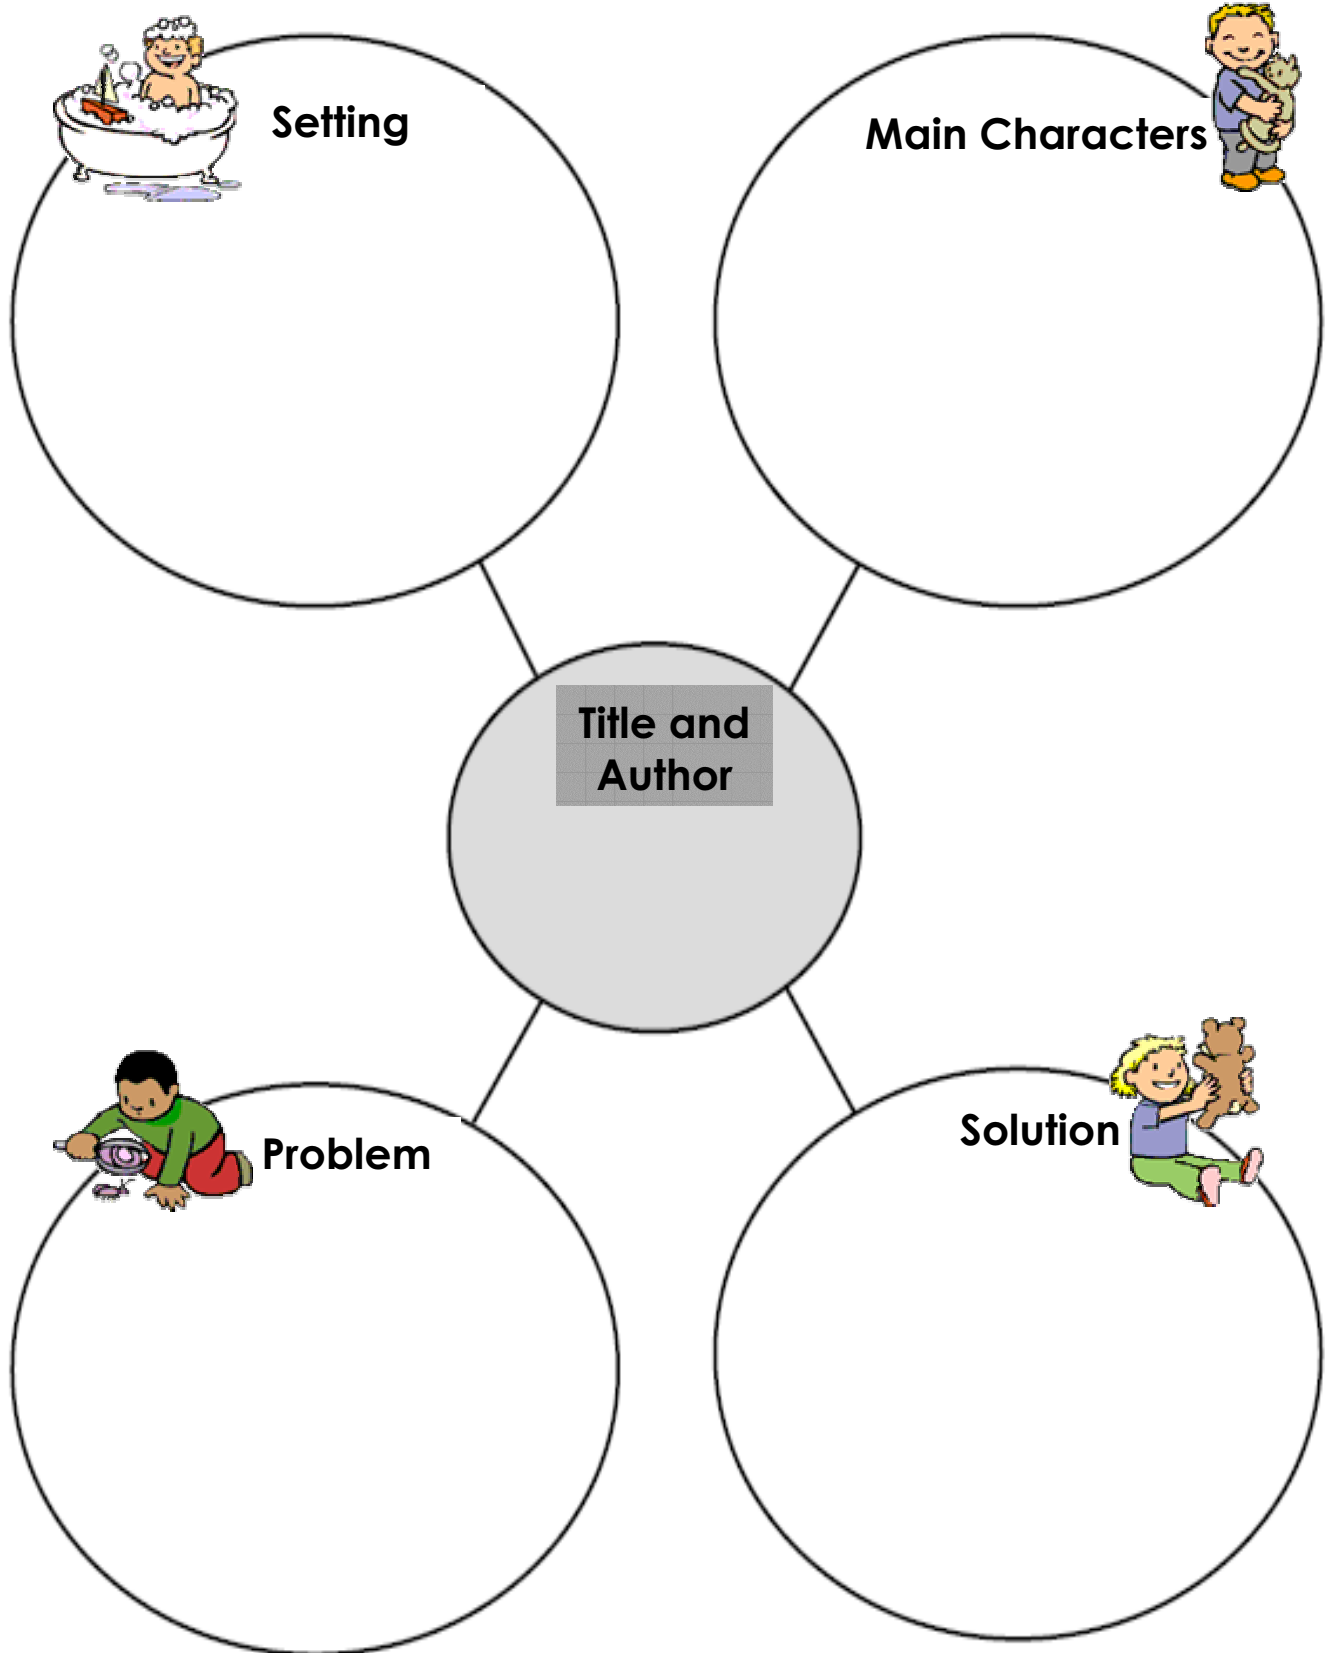 Setting
Main Characters
Title and
Author
Problem
Solution